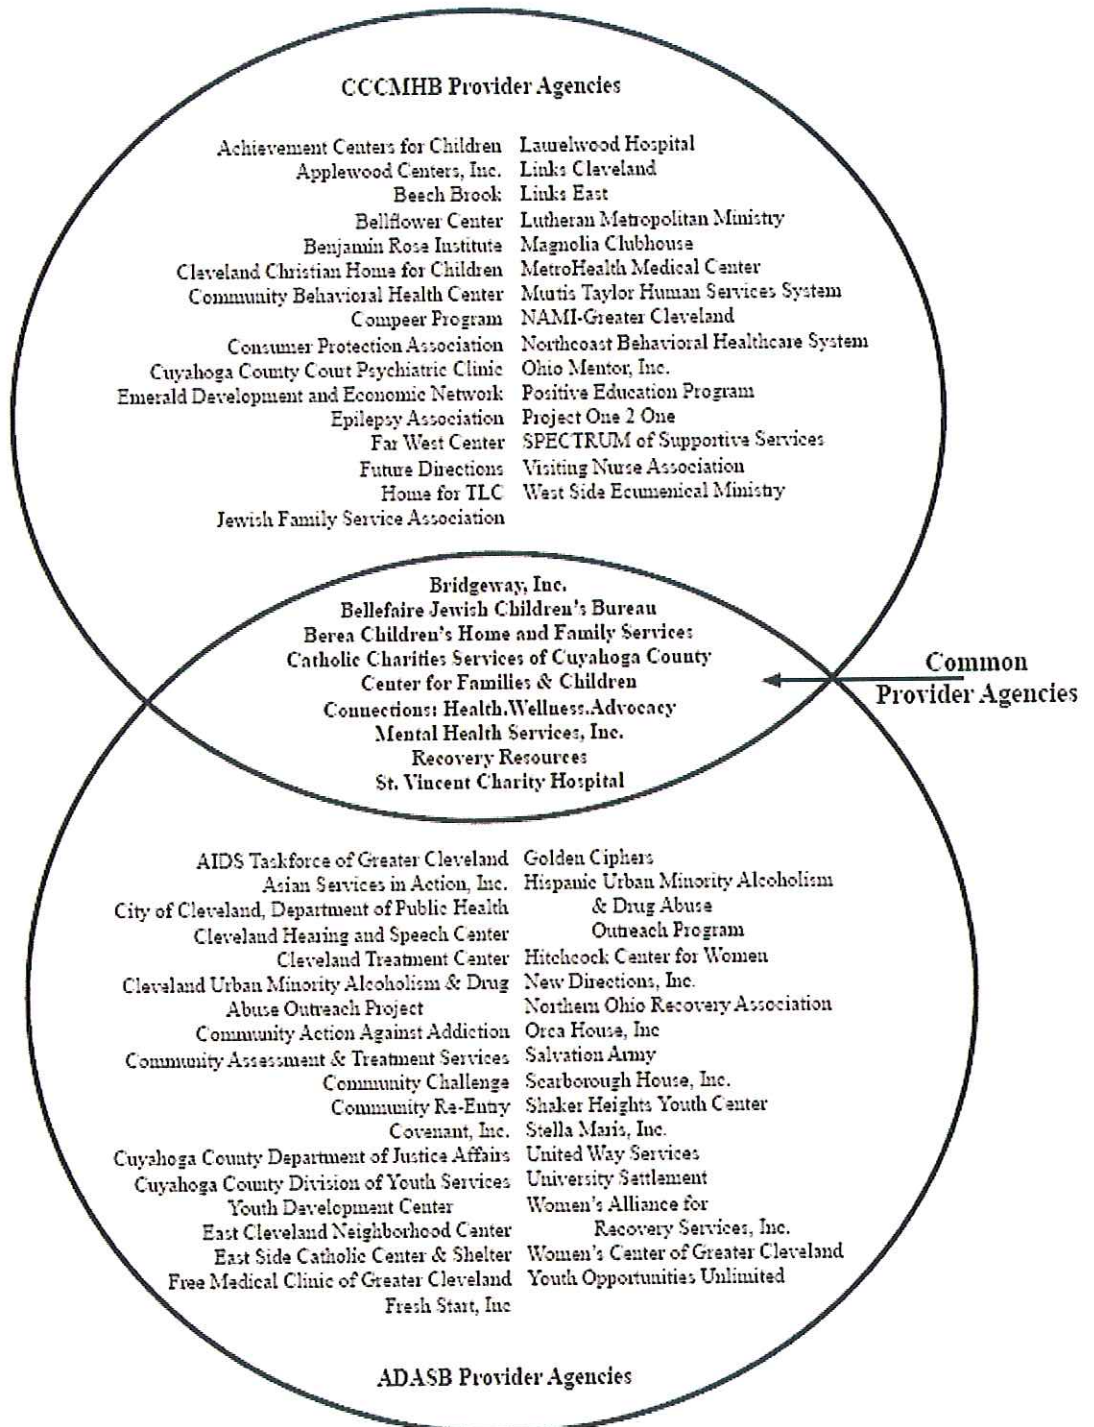 CCCMHB Provider Agencies
Achievement Centers for Children
Applewood Centers, Inc.
Beech Brook
Bellflower Center
Benjamin Rose Institute
Cleveland Christian Home for Children
Community Behavioral Health Center
Compeer Program
Consumer Protection Association
Cuyahoga County Court Psychiatric Clinic
Emerald Development and Economic Network
Epilepsy Association
Far West Center
Future Directions
Home for TLC
Jewish Family Service Association
Laurelwood Hospital
Links Cleveland
Links East
Lutheran Metropolitan Ministry
Magnolia Clubhouse
MetroHealth Medical Center
Murtis Taylor Human Services System
NAMI-Greater Cleveland
Northcoast Behavioral Healthcare System
Ohio Mentor, Inc.
Positive Education Program
Project One 2 One
SPECTRUM of Supportive Services
Visiting Nurse Association
West Side Ecumenical Ministry
Bridgeway, Inc.
Bellefaire Jewish Children's Bureau
Berea Children's Home and Family Services
Catholic Charities Services of Cuyahoga County
Center for Families & Children
Connections: Health.Wellness.Advocacy
Mental Health Services, Inc.
Recovery Resources
St. Vincent Charity Hospital
Common
Provider Agencies
AIDS Taskforce of Greater Cleveland
Asian Services in Action, Inc.
City of Cleveland, Department of Public Health
Cleveland Hearing and Speech Center
Cleveland Treatment Center
Cleveland Urban Minority Alcoholism & Drug
Abuse Outreach Project
Community Action Against Addiction
Community Assessment & Treatment Services
Community Challenge
Community Re-Entry
Covenant, Inc.
Cuyahoga County Department of Justice Affairs
Cuyahoga County Division of Youth Services
Youth Development Center
East Cleveland Neighborhood Center
East Side Catholic Center & Shelter
Free Medical Clinic of Greater Cleveland
Fresh Start, Inc
Golden Ciphers
Hispanic Urban Minority Alcoholism
& Drug Abuse
Outreach Program
Hitchcock Center for Women
New Directions, Inc.
Northern Ohio Recovery Association
Orca House, Inc
Salvation Army
Scarborough House, Inc.
Shaker Heights Youth Center
Stella Maris, Inc.
United Way Services
University Settlement
Women's Alliance for
Recovery Services, Inc.
Women's Center of Greater Cleveland
Youth Opportunities Unlimited
ADASB Provider Agencies